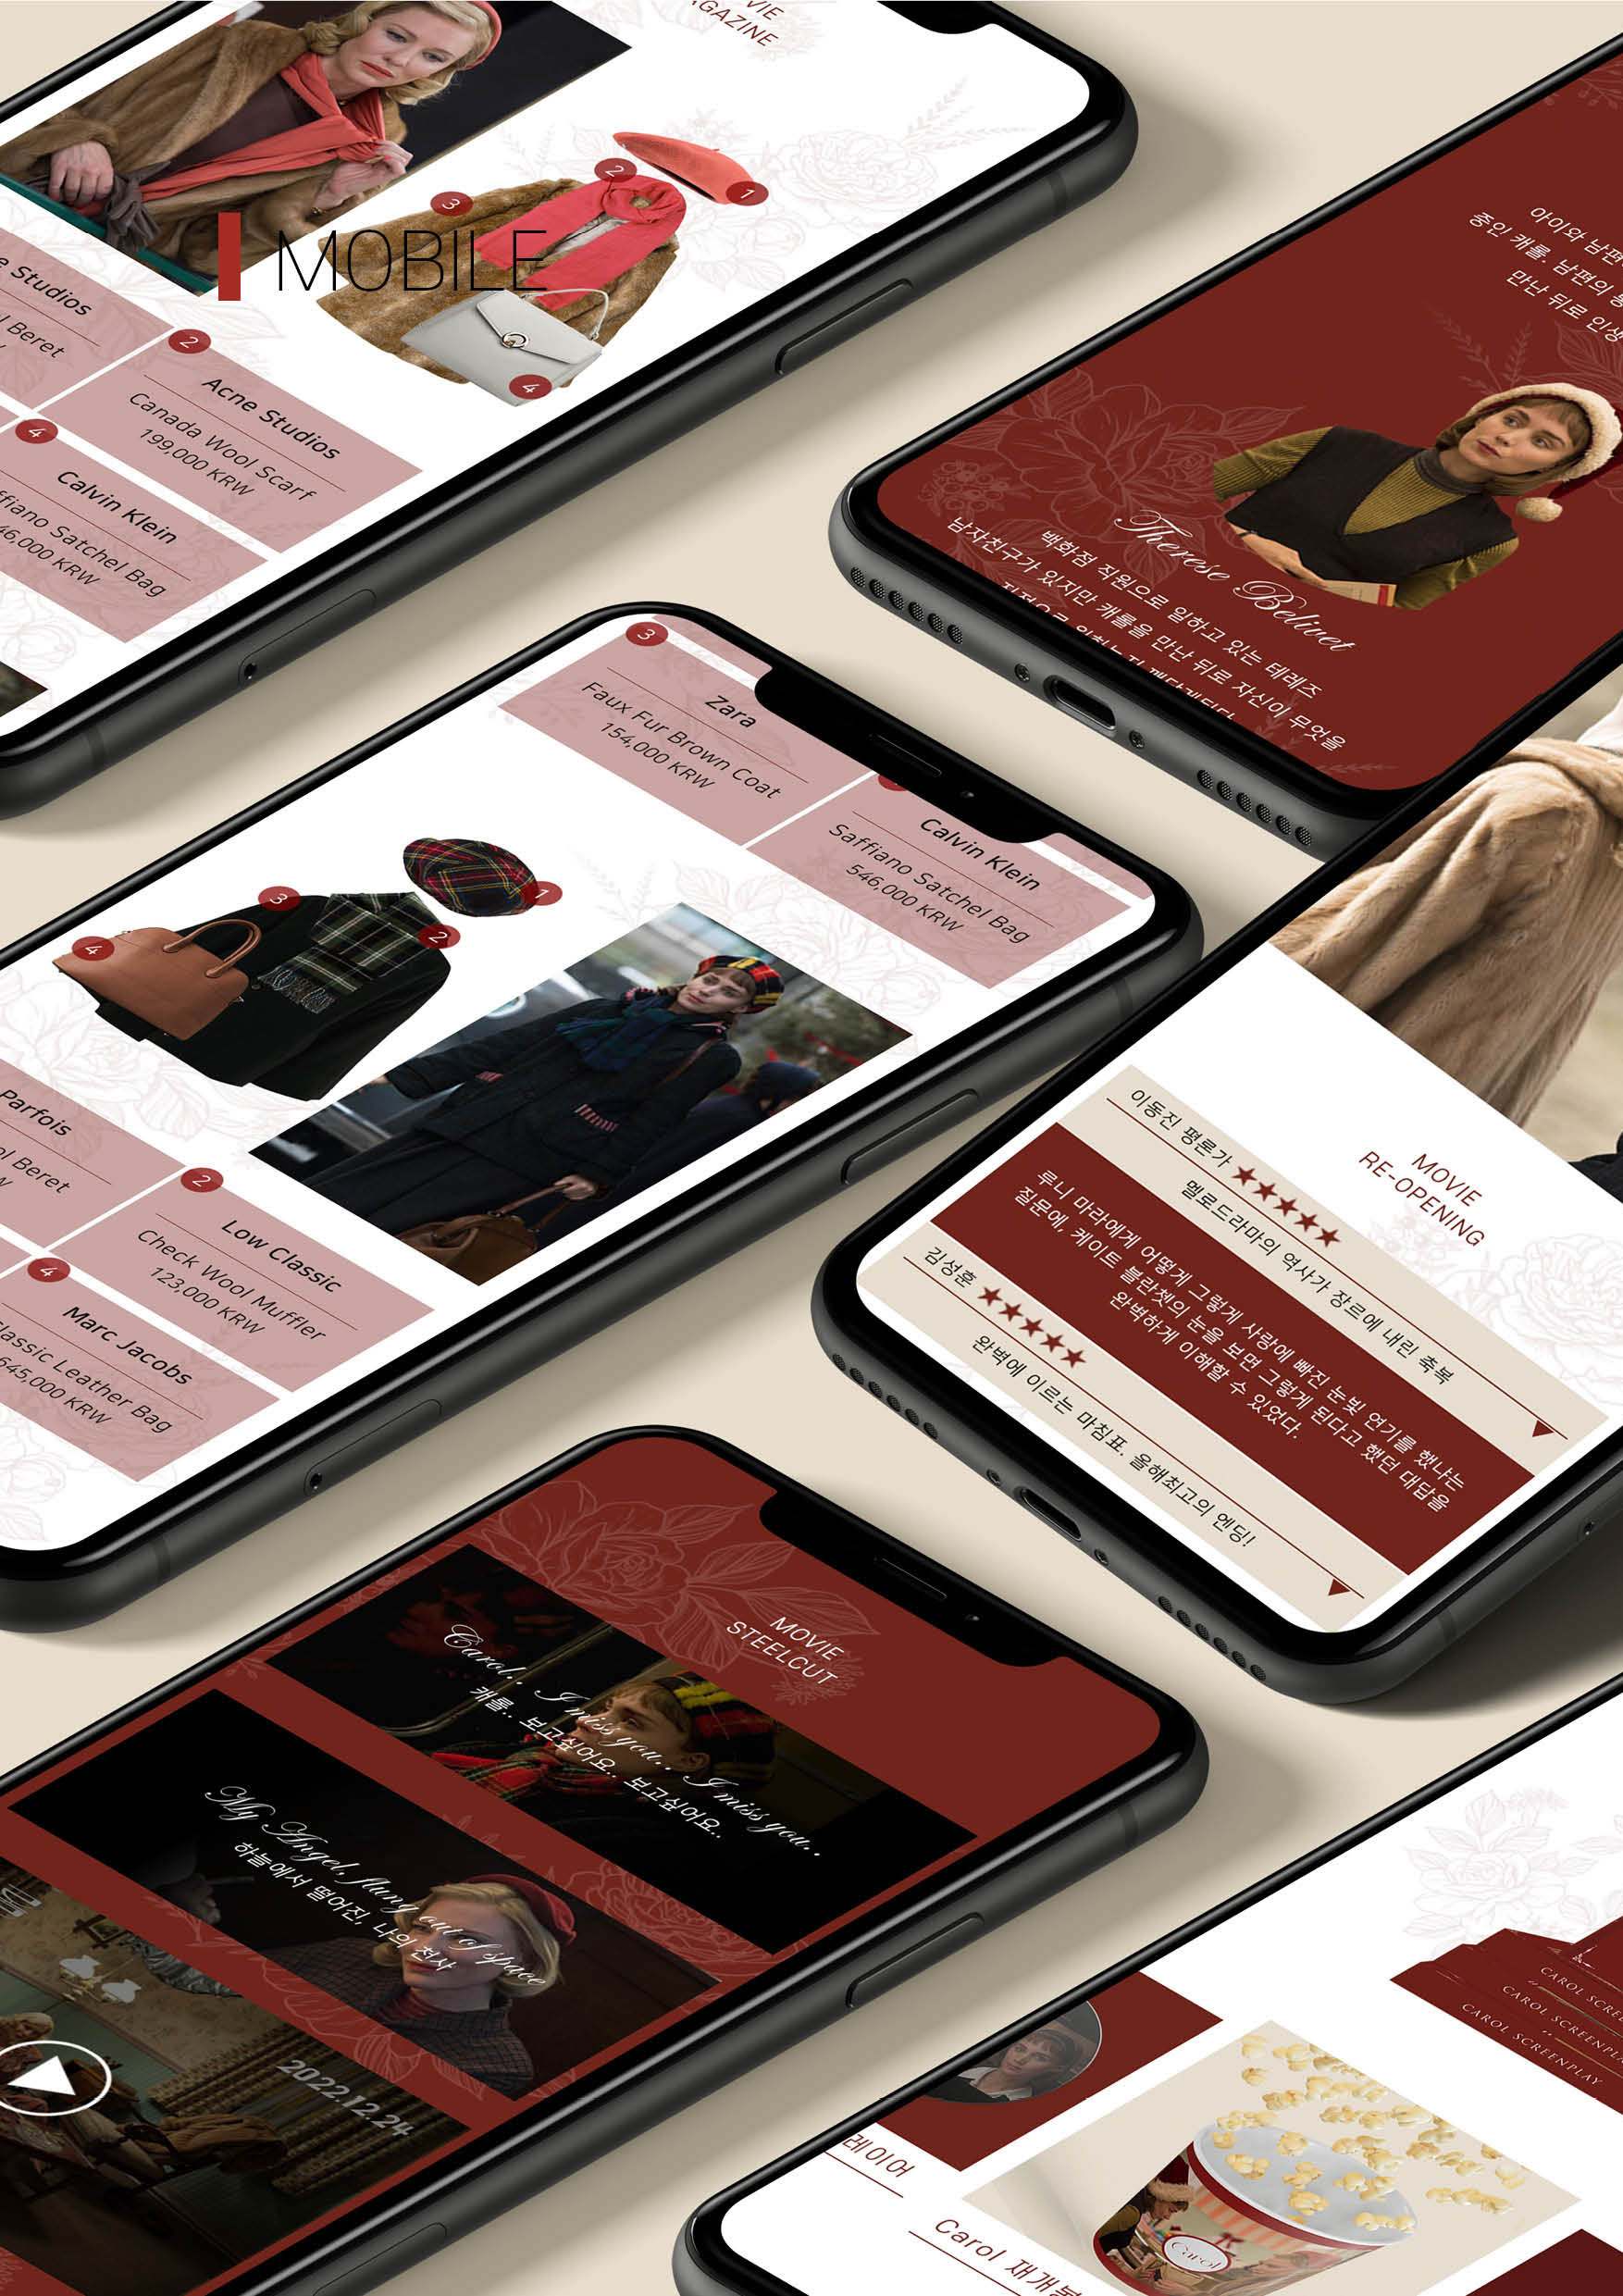 MOBILE
Studios
Beret
2
Acne Studios
Canada Wool Scarf
199,000 KRW
4
Calvin Klein
Satchel Bag
KRW
3
2
1
4
아이와
중인 캐롤. 남편의
만난 뒤로
Therese Belivet
백화점 직원으로 일하고 있는 테레즈
남자친구가 있지만 캐롤을 만난 뒤로 자신이 무엇을
3
Zara
Faux Fur Brown Coat
154,000 KRW
Calvin Klein
Saffiano Satchel Bag
546,000 KRW
1
2
3
4
Parfois
Beret
2
Low Classic
Check Wool Muffler
123,000 KRW
4
Marc Jacobs
Leather Bag
645,000 KRW
MOVIE
RE-OPENING
이동진 평론가 ★★★★★
멜로드라마의 역사가 장르에 내린 축복
루니 마라에게 어떻게 그렇게 사랑에 빠진 눈빛 연기를 했냐는
질문에, 케이트 블란쳇의 눈을 보면 그렇게 된다고 했던 대답을
완벽하게 이해할 수 있었다.
김성훈 ★★★★★
완벽에 이르는 마침표. 올해최고의 엔딩!
MOVIE
STEELCUT
Carol. I miss you.. I miss you..
캐롤.. 보고싶어요.. 보고싶어요..
My Angel, flung out of space
하늘에서 떨어진, 나의 천사
2022.12.24
CAROL
CAROL SCREENPLAY
CAROL SCREENPLAY
Carol
레이어
Carol 재개봉